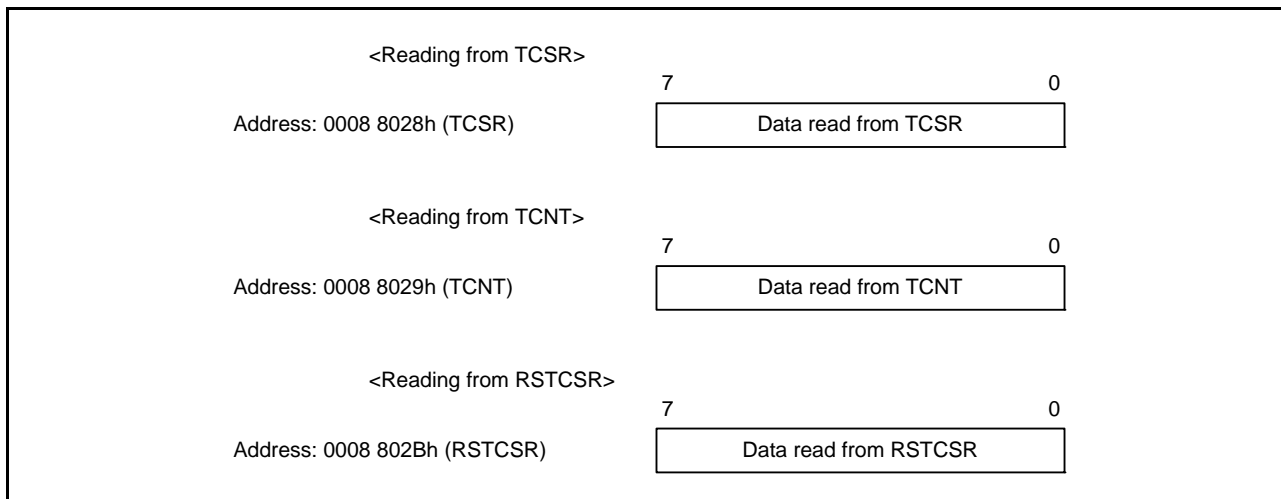 <Reading from TCSR>
7 0
Address: 0008 8028h (TCSR) Data read from TCSR
<Reading from TCNT>
7 0
Address: 0008 8029h (TCNT) Data read from TCNT
<Reading from RSTCSR>
7 0
Address: 0008 802Bh (RSTCSR) Data read from RSTCSR